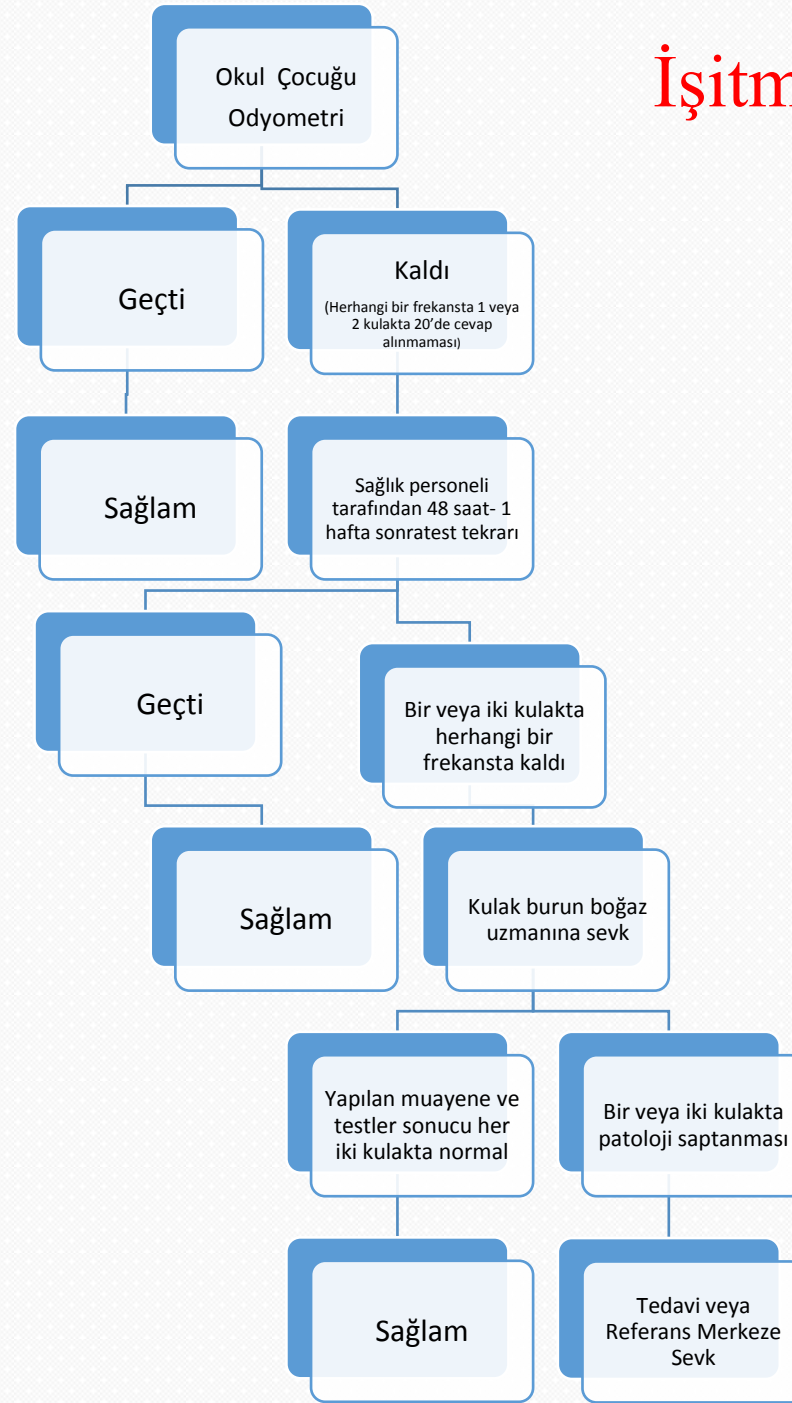 İşitm
Okul Çocuğu
Odyometri
Geçti
Kaldı
(Herhangi bir frekansta 1 veya
2 kulakta 20’de cevap
alınmaması)
Sağlam
Sağlık personeli
tarafından 48 saat- 1
hafta sonratest tekrarı
Geçti
Bir veya iki kulakta
herhangi bir
frekansta kaldı
Sağlam
Kulak burun boğaz
uzmanına sevk
Yapılan muayene ve
testler sonucu her
iki kulakta normal
Bir veya iki kulakta
patoloji saptanması
Sağlam
Tedavi veya
Referans Merkeze
Sevk